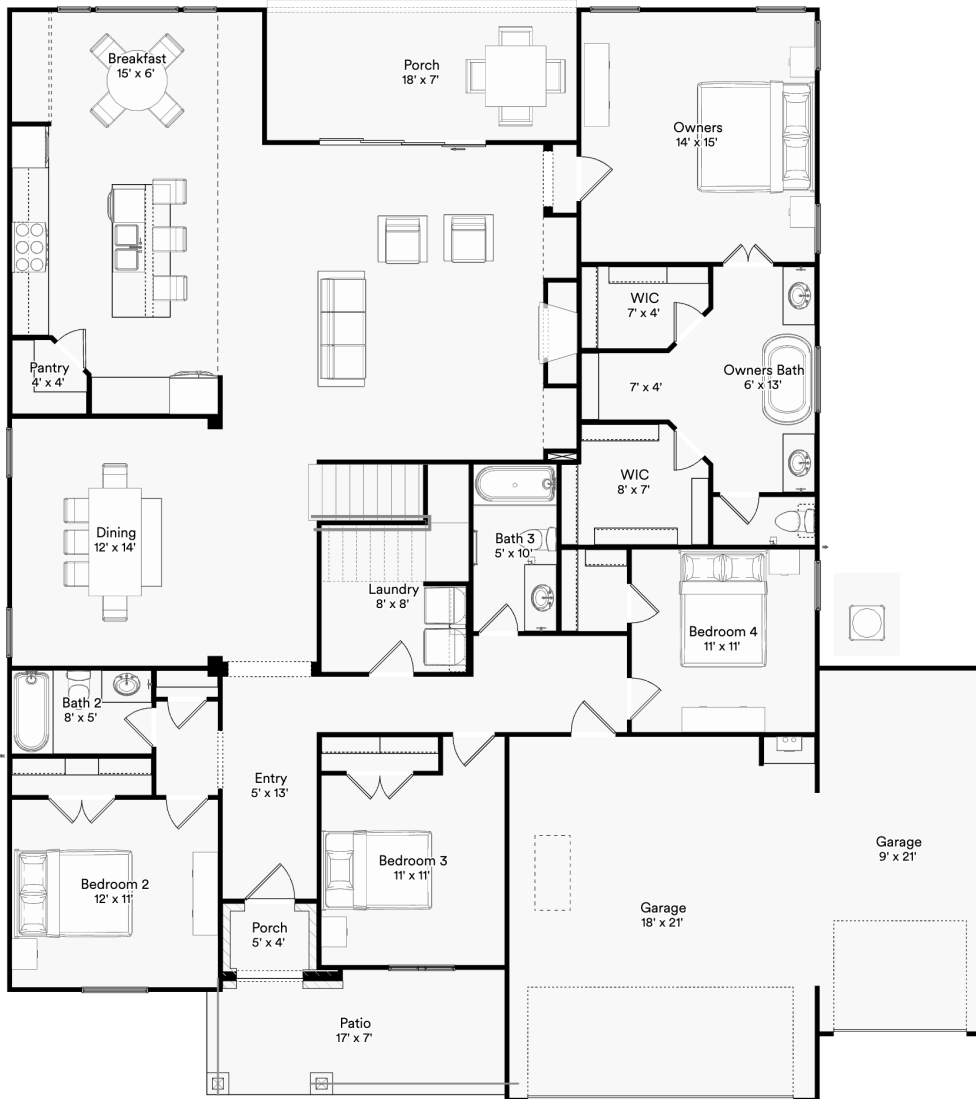 Breakfast
15' x 6'
Porch
18' x 7'
Owners
14' x 15'
WIC
7' x 4'
Pantry
4' x 4'
7' x 4'
Owners Bath
6' x 13'
WIC
8' x 7'
Dining
12' x 14'
Bath 3
5' x 10'
Laundry
8' x 8'
Bedroom 4
11' x 11'
Bath 2
8' x 5'
Entry
5' x 13'
Bedroom 3
11' x 11'
Garage
9' x 21'
Bedroom 2
12' x 11'
Garage
18' x 21'
Porch
5' x 4'
Patio
17' x 7'